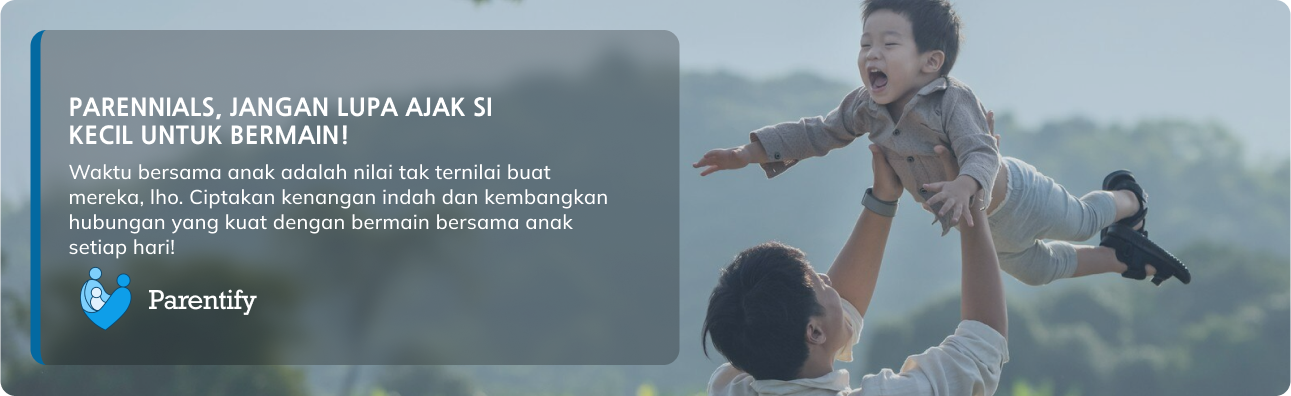 PARENNIALS, JANGAN LUPA AJAK SI
KECIL UNTUK BERMAIN!
Waktu bersama anak adalah nilai tak ternilai buat
mereka, lho. Ciptakan kenangan indah dan kembangkan
hubungan yang kuat dengan bermain bersama anak
setiap hari!
Parentify